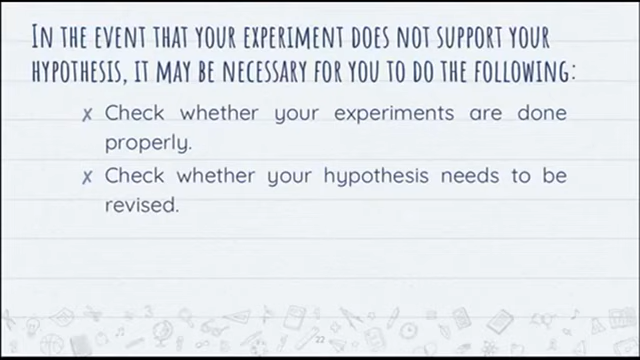 IN THE EVENT THAT YOUR EXPERIMENT DOES NOT SUPPORT YOUR
HYPOTHESIS, IT MAY BE NECESSARY FOR YOU TO DO THE FOLLOWING:
✗ Check whether your experiments are done
properly.
✗ Check whether your hypothesis needs to be
revised.
22